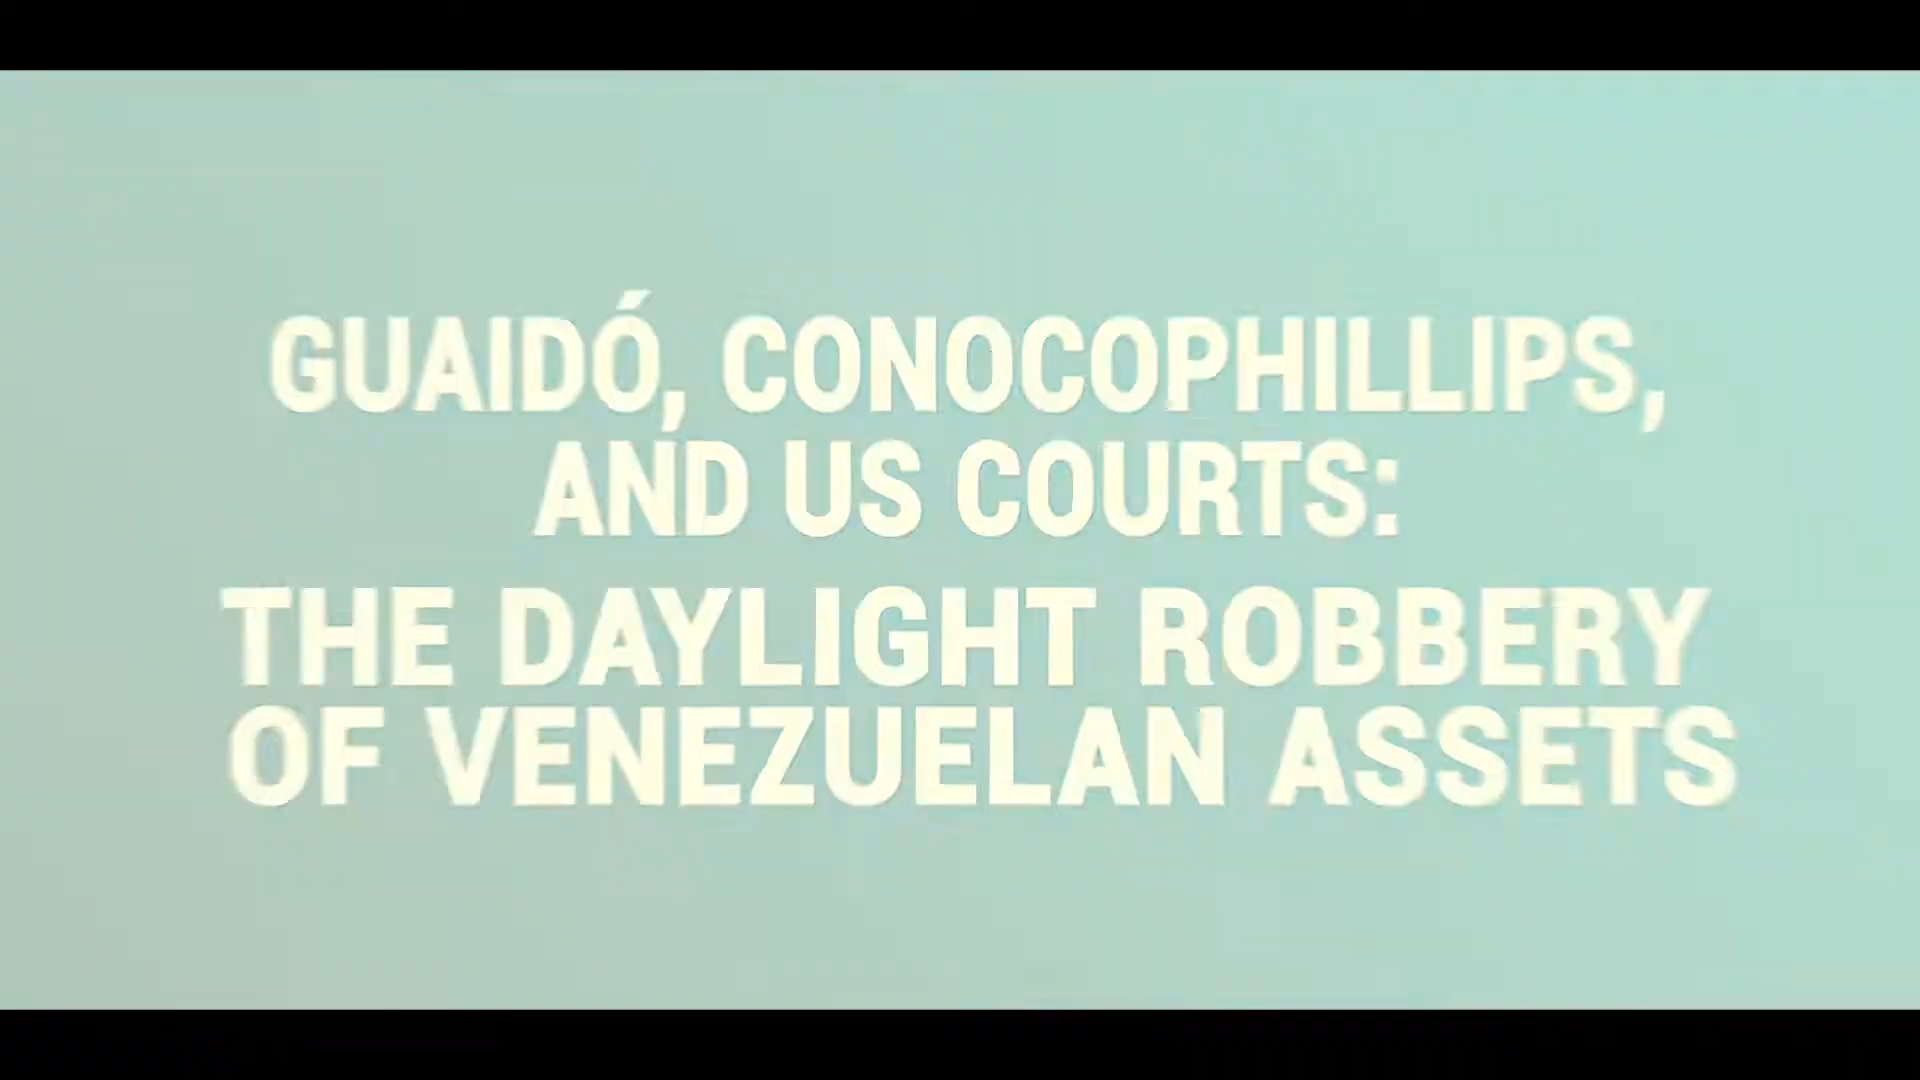 GUAIDÓ, CONOCOPHILLIPS,
AND US COURTS:
THE DAYLIGHT ROBBERY
OF VENEZUELAN ASSETS